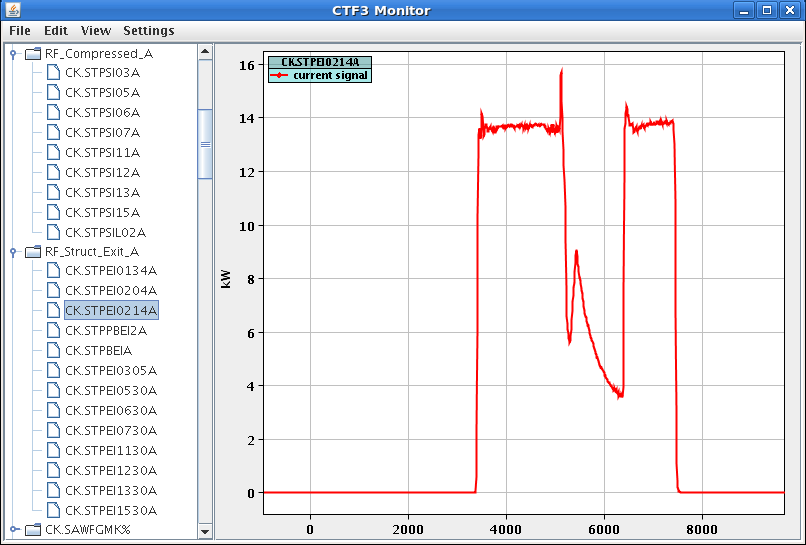 CTF3 Monitor
File Edit View Settings
RF_Compressed_A
CK.STPSI03A
CK.STPSI05A
CK.STPSI06A
CK.STPSI07A
CK.STPSI11A
CK.STPSI12A
CK.STPSI13A
CK.STPSI15A
CK.STPSIL02A
RF_Struct_Exit_A
CK.STPEI0134A
CK.STPEI0204A
CK.STPEI0214A
CK.STPPBEI2A
CK.STPBEIA
CK.STPEI0305A
CK.STPEI0530A
CK.STPEI0630A
CK.STPEI0730A
CK.STPEI1130A
CK.STPEI1230A
CK.STPEI1330A
CK.STPEI1530A
CK.SAWFGMK%
CK.STPEI0214A
current signal
kW
16
14
12
10
8
6
4
2
0
0 2000 4000 6000 8000